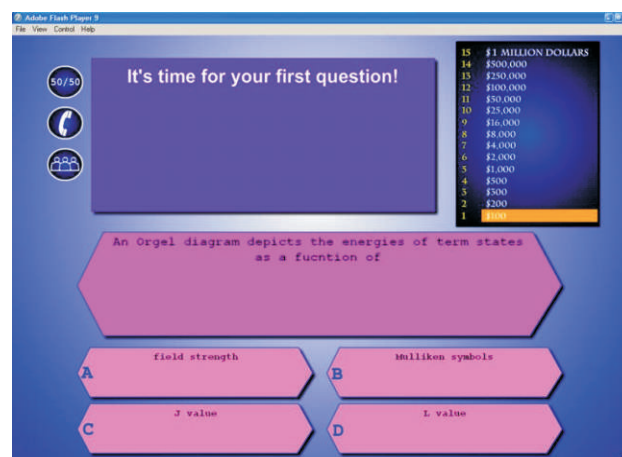 Adobe Flash Player 9
File View Control Help
50/50
It's time for your first question!
15 $1 MILLION DOLLARS
14 $500,000
13 $250,000
12 $100,000
11 $50,000
10 $25,000
9 $16,000
8 $8,000
7 $4,000
6 $2,000
5 $1,000
4 $500
3 $300
2 $200
1 $100
An Orgel diagram depicts the energies of term states
as a fucntion of
A field strength
B Mulliken symbols
C J value
D L value